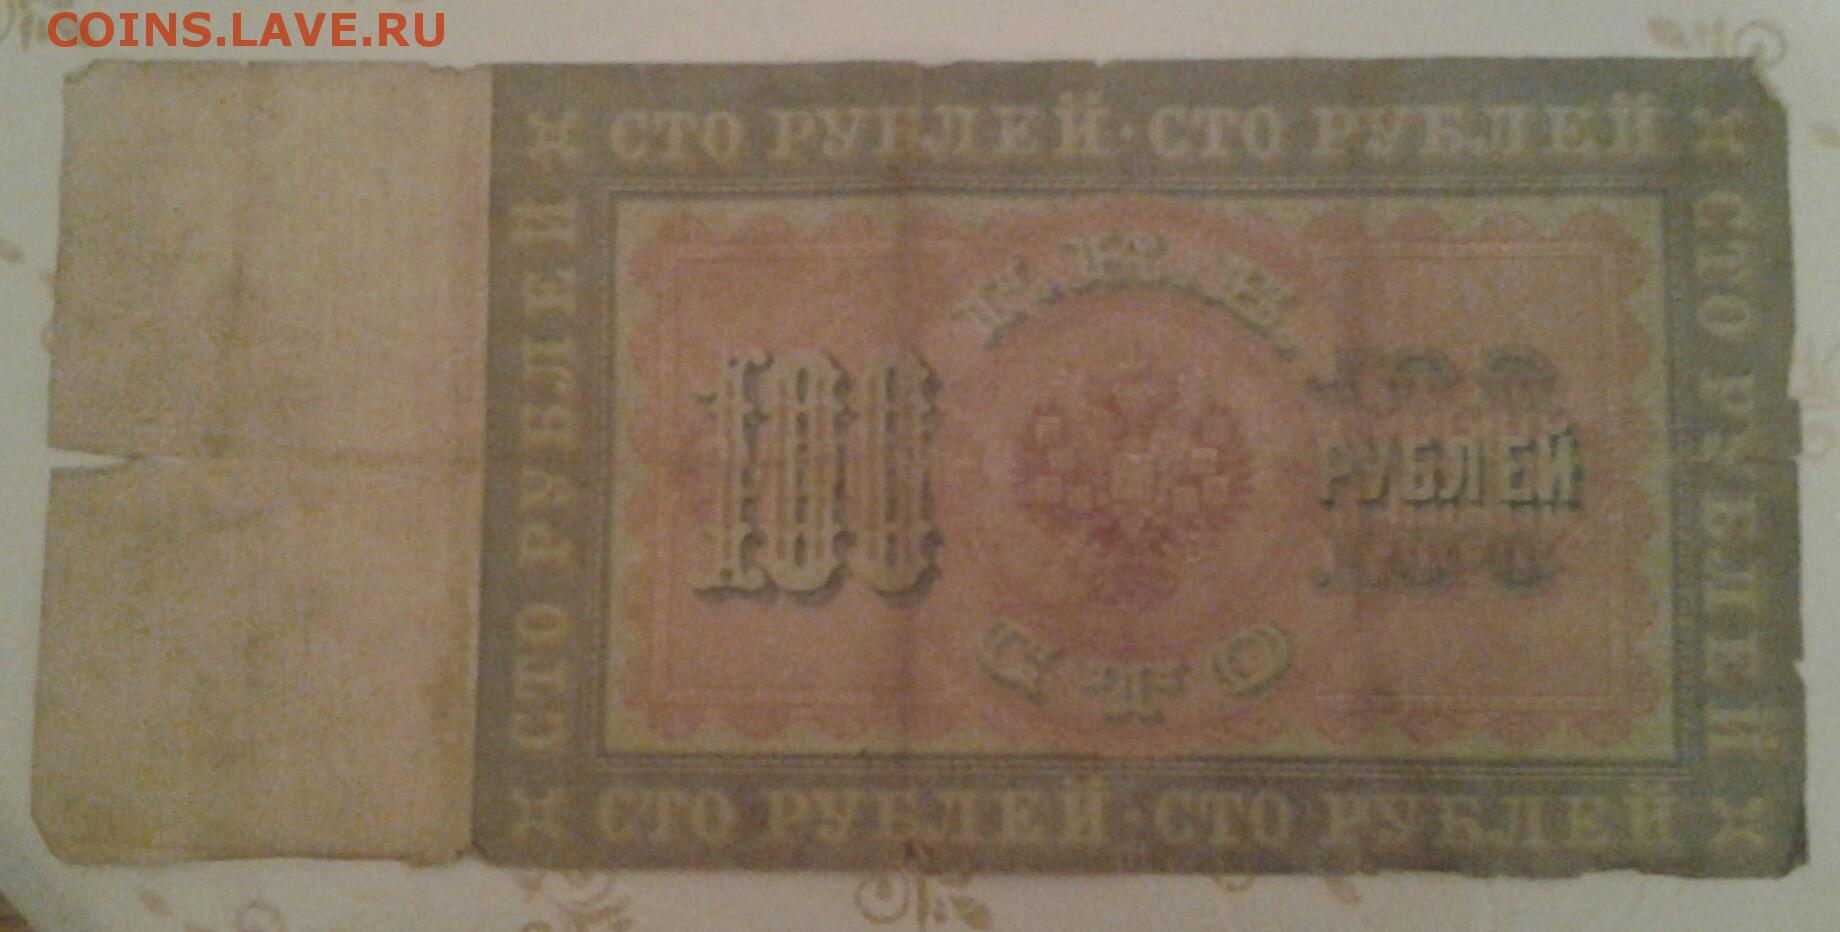 COINS.LAVE.RU
СТО РУБЛЕЙ · СТО РУБЛЕЙ
СТО РУБЛЕЙ
СТО РУБЛЕЙ
100
РУБЛЕЙ
СТО РУБЛЕЙ · СТО РУБЛЕЙ